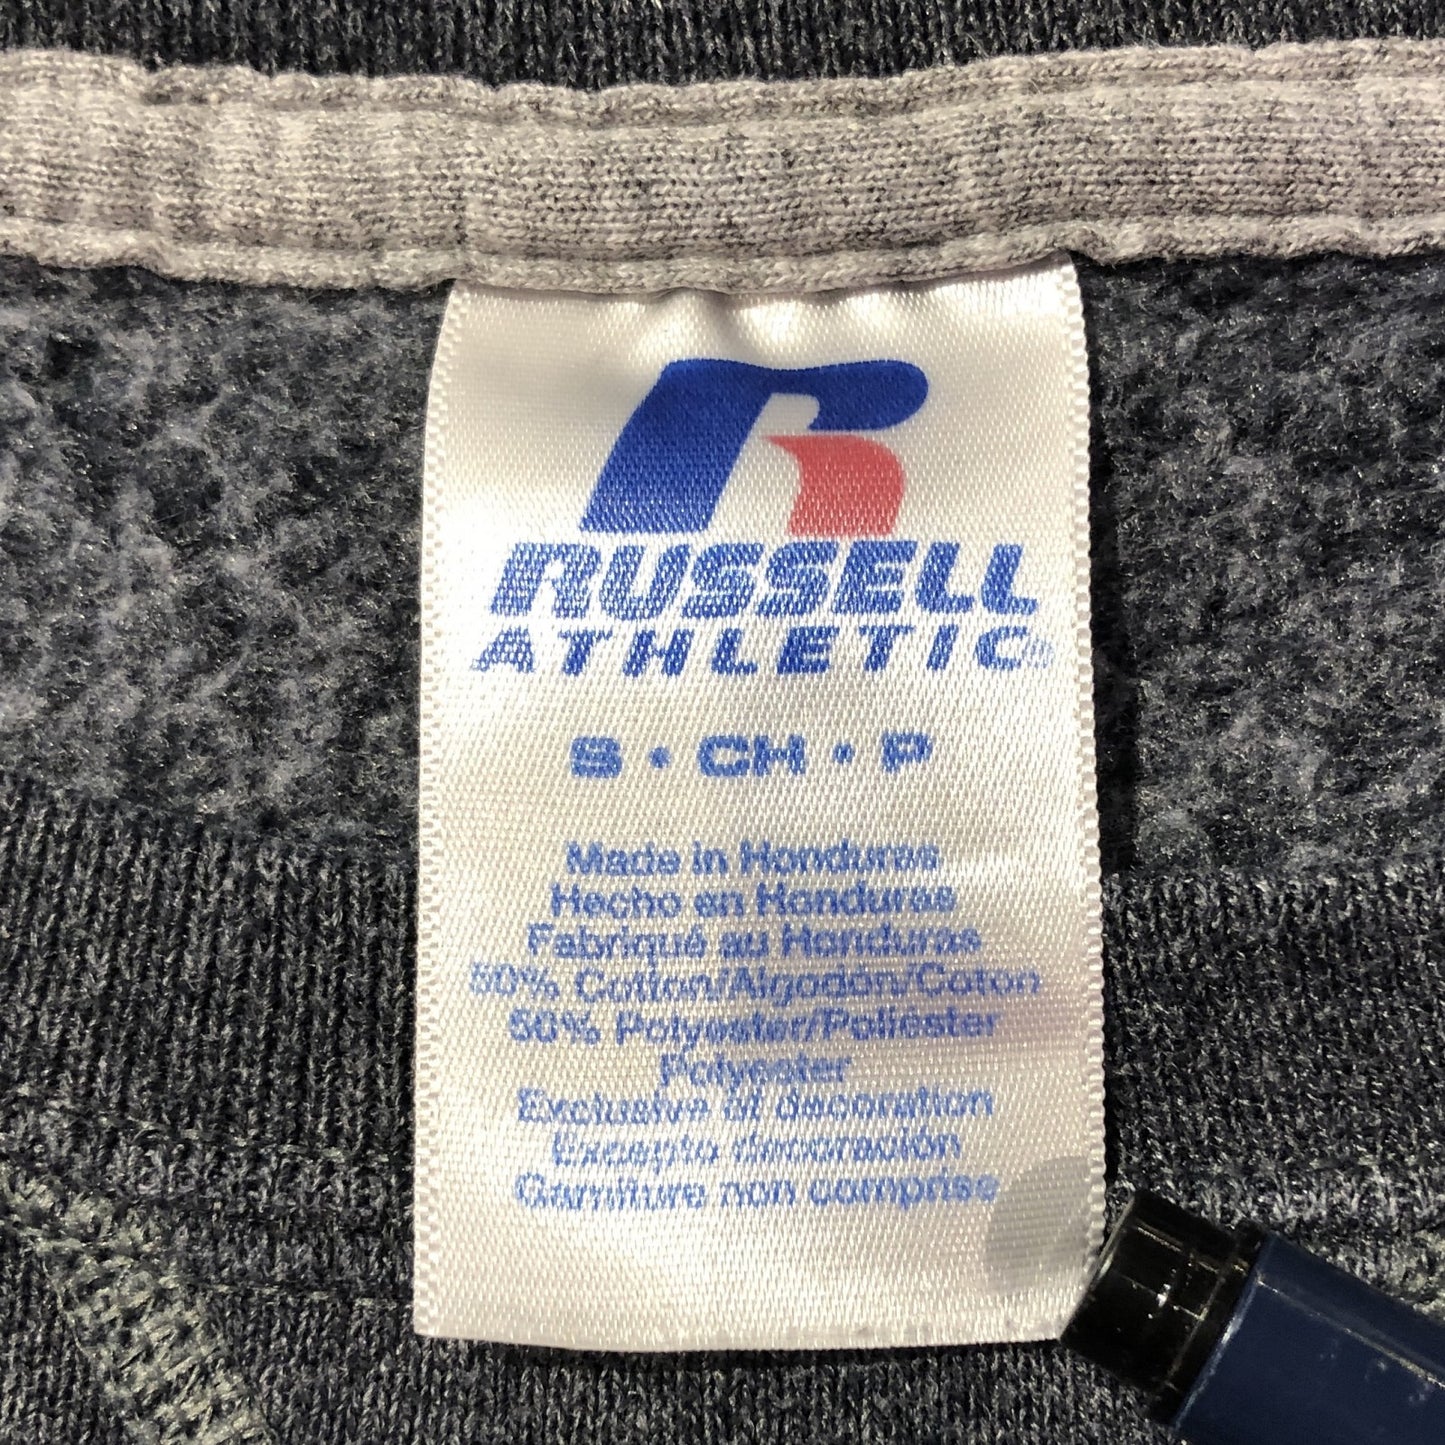 RUSSELL
ATHLETIC®
S • CH • P
Made in Honduras
Hecho en Honduras
Fabriqué au Honduras
50% Cotton/Algodón/Coton
50% Polyester/Poliéster
Polyester
Exclusive of decoration
Excepto decoración
Garniture non comprise